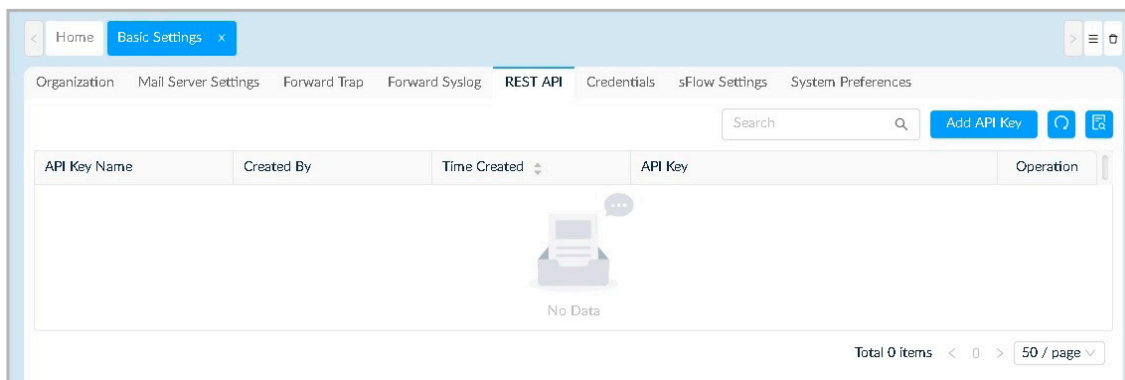 Home Basic Settings ×
Organization Mail Server Settings Forward Trap Forward Syslog REST API Credentials sFlow Settings System Preferences
Search Add API Key
API Key Name Created By Time Created API Key Operation
No Data
Total 0 items < 0 > 50 / page